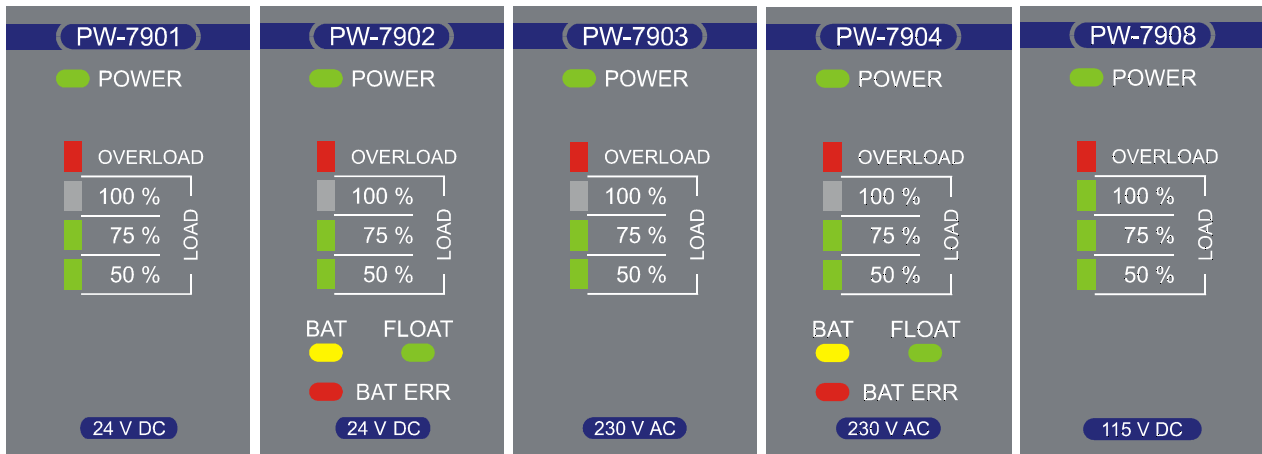 PW-7901
POWER
OVERLOAD
100 %
75 %
50 %
LOAD
24 V DC
PW-7902
POWER
OVERLOAD
100 %
75 %
50 %
LOAD
BAT FLOAT
BAT ERR
24 V DC
PW-7903
POWER
OVERLOAD
100 %
75 %
50 %
LOAD
230 V AC
PW-7904
POWER
OVERLOAD
100 %
75 %
50 %
LOAD
BAT FLOAT
BAT ERR
230 V AC
PW-7908
POWER
OVERLOAD
100 %
75 %
50 %
LOAD
115 V DC